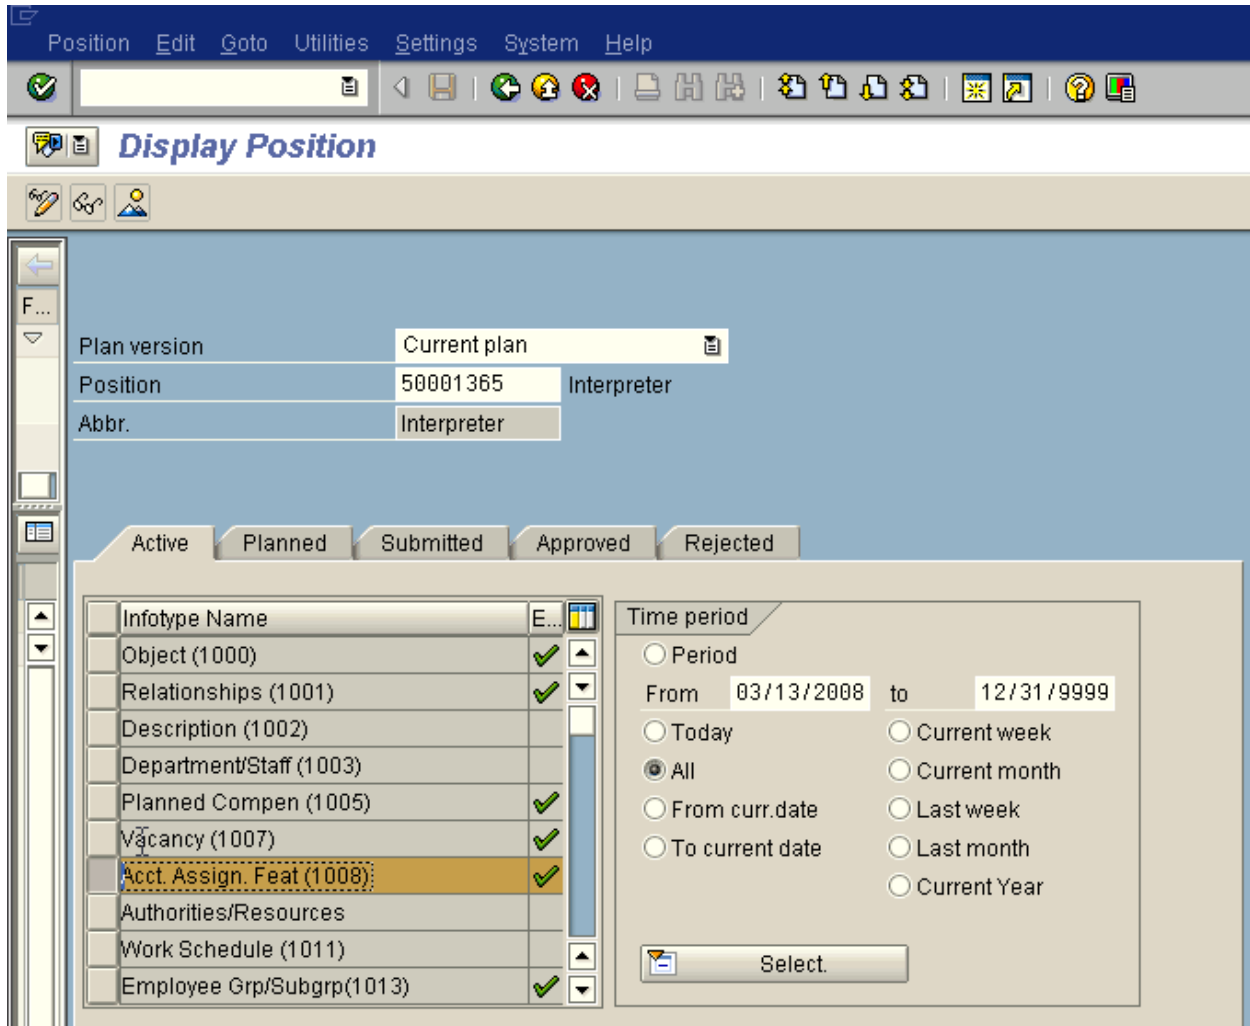 Position Edit Goto Utilities Settings System Help
Display Position
F...
Plan version Current plan
Position 50001365 Interpreter
Abbr. Interpreter
Active Planned Submitted Approved Rejected
Infotype Name E...
Object (1000)
Relationships (1001)
Description (1002)
Department/Staff (1003)
Planned Compen (1005)
Vacancy (1007)
Acct. Assign. Feat (1008)
Authorities/Resources
Work Schedule (1011)
Employee Grp/Subgrp(1013)
Time period
Period
From 03/13/2008 to 12/31/9999
Today Current week
All Current month
From curr.date Last week
To current date Last month
Current Year
Select.